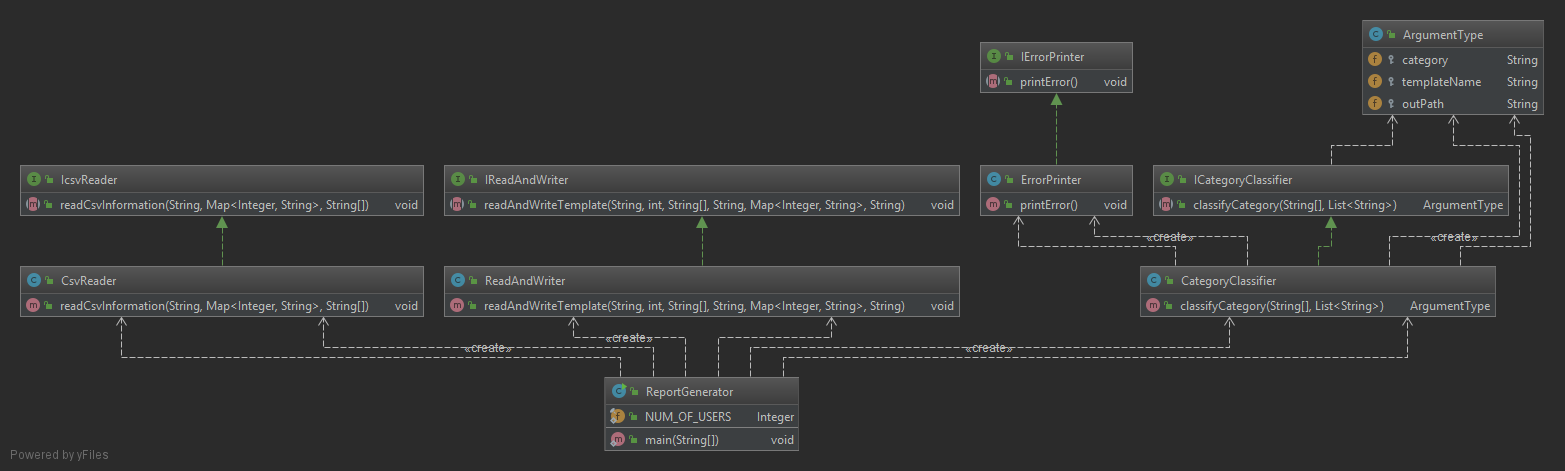 ArgumentType
category String
templateName String
outPath String
IErrorPrinter
printError() void
IcsvReader
readCsvInformation(String, Map<Integer, String>, String[]) void
IReadAndWriter
readAndWriteTemplate(String, int, String[], String, Map<Integer, String>, String) void
ErrorPrinter
printError() void
ICategoryClassifier
classifyCategory(String[], List<String>) ArgumentType
«create»
«create»
CsvReader
readCsvInformation(String, Map<Integer, String>, String[]) void
ReadAndWriter
readAndWriteTemplate(String, int, String[], String, Map<Integer, String>, String) void
CategoryClassifier
classifyCategory(String[], List<String>) ArgumentType
«create»
«create»
«create»
ReportGenerator
NUM_OF_USERS Integer
main(String[]) void
Powered by yFiles